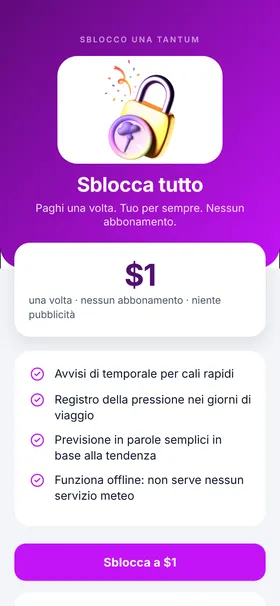 SBLOCCO UNA TANTUM
Sblocca tutto
Paghi una volta. Tuo per sempre. Nessun
abbonamento.
$1
una volta · nessun abbonamento · niente
pubblicità
Avvisi di temporale per cali rapidi
Registro della pressione nei giorni di
viaggio
Previsione in parole semplici in
base alla tendenza
Funziona offline: non serve nessun
servizio meteo
Sblocca a $1